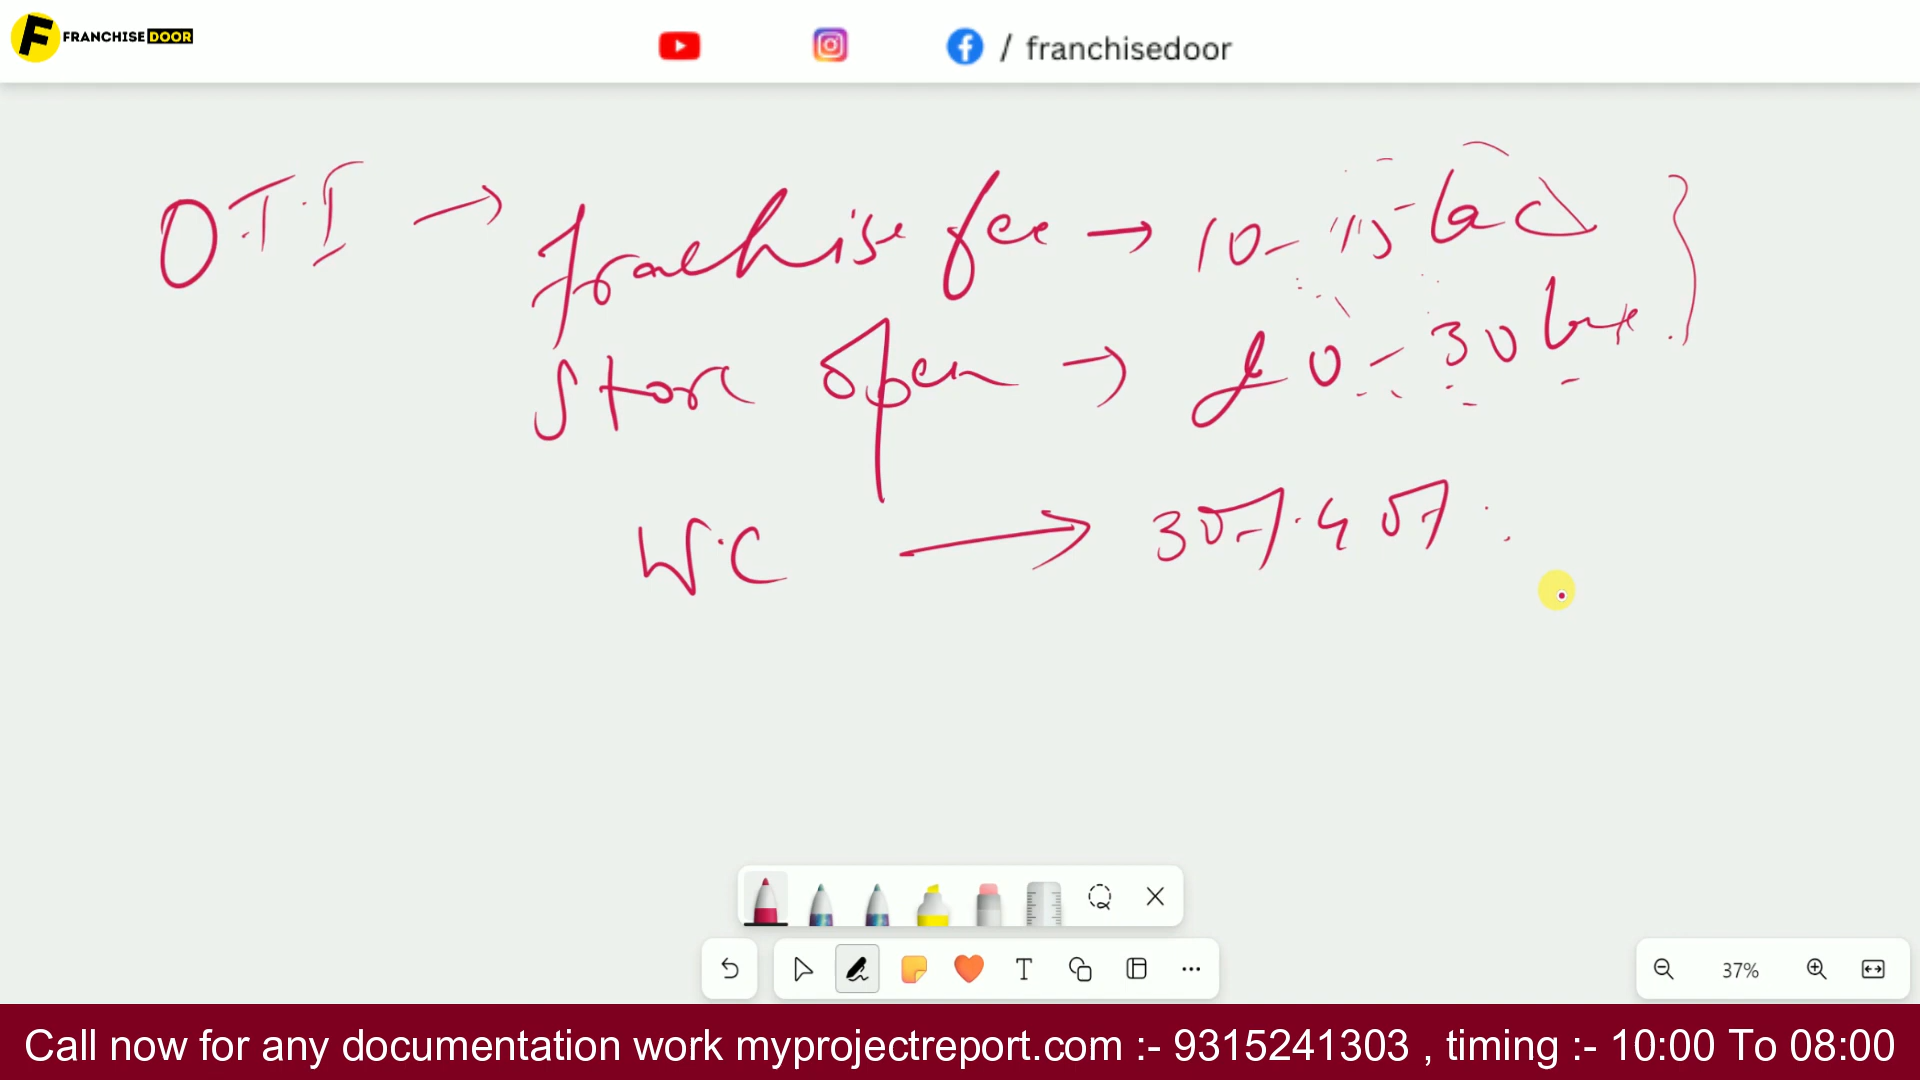 FRANCHISE DOOR
/ franchisedoor
O.T.I → franchise fee → 10-15 lac
Store open → 20-30 lac
W.C → 30%-40%
37%
Call now for any documentation work myprojectreport.com :- 9315241303 , timing :- 10:00 To 08:00